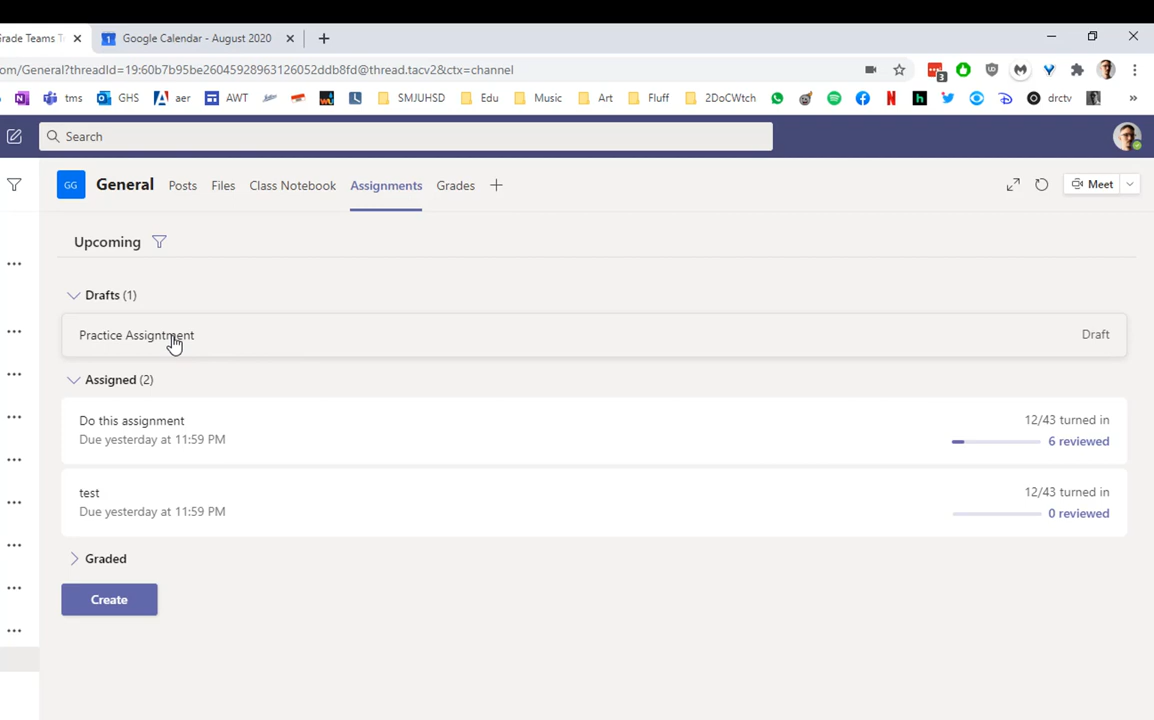 rade Teams T
Google Calendar - August 2020
om/General?threadId=19:60b7b95be26045928963126052ddb8fd@thread.tacv2&ctx=channel
3
tms GHS aer AWT SMJUHSD Edu Music Art Fluff 2DoCWtch drctv
Search
GG General Posts Files Class Notebook Assignments Grades Meet
Upcoming
Drafts (1)
Practice Assigntment Draft
Assigned (2)
Do this assignment 12/43 turned in
Due yesterday at 11:59 PM 6 reviewed
test 12/43 turned in
Due yesterday at 11:59 PM 0 reviewed
Graded
Create